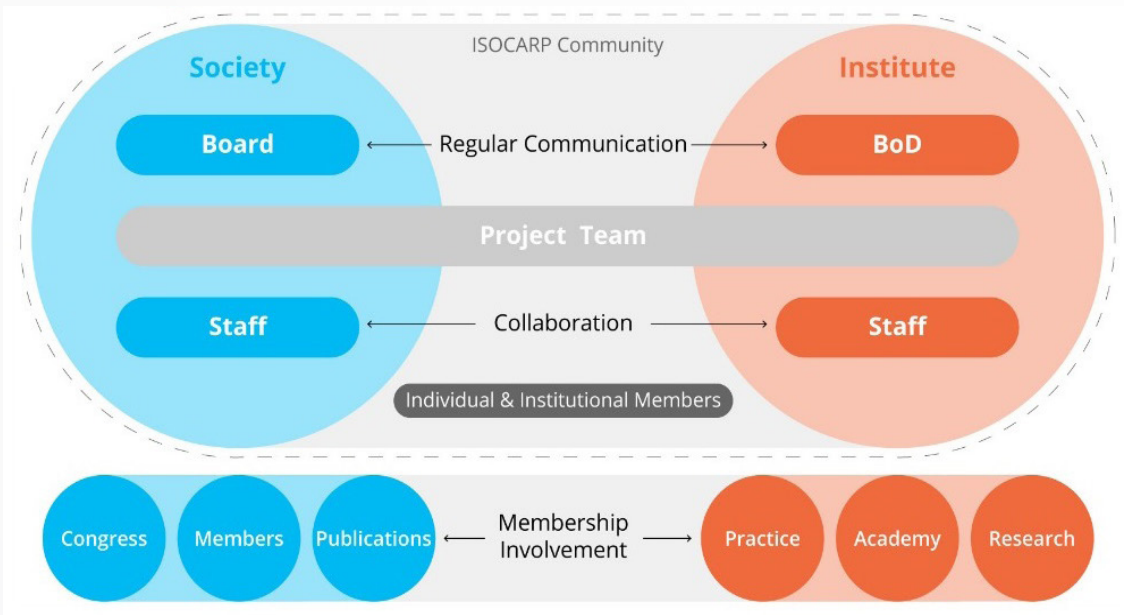 ISOCARP Community
Society
Institute
Board
Regular Communication
BoD
Project Team
Staff
Collaboration
Staff
Individual & Institutional Members
Congress
Members
Publications
Membership
Involvement
Practice
Academy
Research